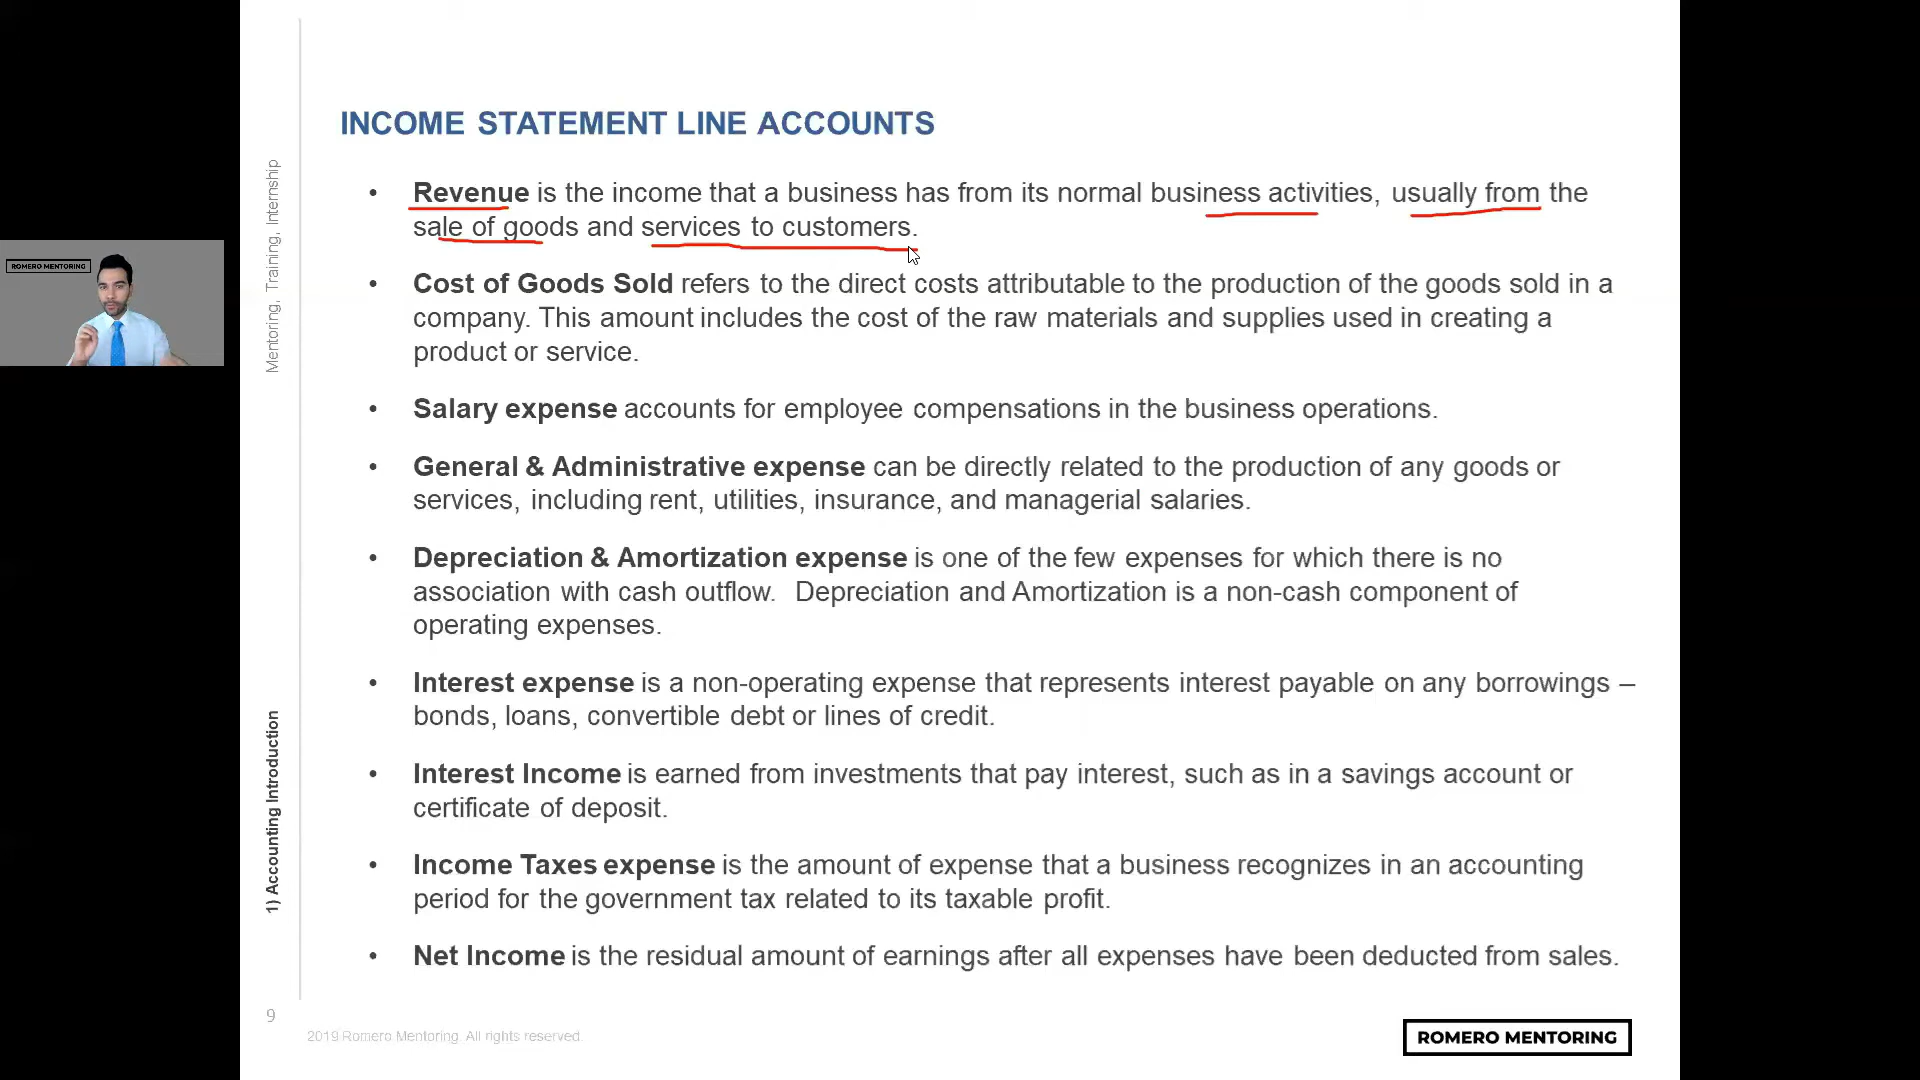 INCOME STATEMENT LINE ACCOUNTS
• Revenue is the income that a business has from its normal business activities, usually from the
sale of goods and services to customers.
• Cost of Goods Sold refers to the direct costs attributable to the production of the goods sold in a
company. This amount includes the cost of the raw materials and supplies used in creating a
product or service.
• Salary expense accounts for employee compensations in the business operations.
• General & Administrative expense can be directly related to the production of any goods or
services, including rent, utilities, insurance, and managerial salaries.
• Depreciation & Amortization expense is one of the few expenses for which there is no
association with cash outflow. Depreciation and Amortization is a non-cash component of
operating expenses.
• Interest expense is a non-operating expense that represents interest payable on any borrowings –
bonds, loans, convertible debt or lines of credit.
• Interest Income is earned from investments that pay interest, such as in a savings account or
certificate of deposit.
• Income Taxes expense is the amount of expense that a business recognizes in an accounting
period for the government tax related to its taxable profit.
• Net Income is the residual amount of earnings after all expenses have been deducted from sales.
Mentoring, Training, Internship
1) Accounting Introduction
ROMERO MENTORING
9
2019 Romero Mentoring. All rights reserved.
ROMERO MENTORING